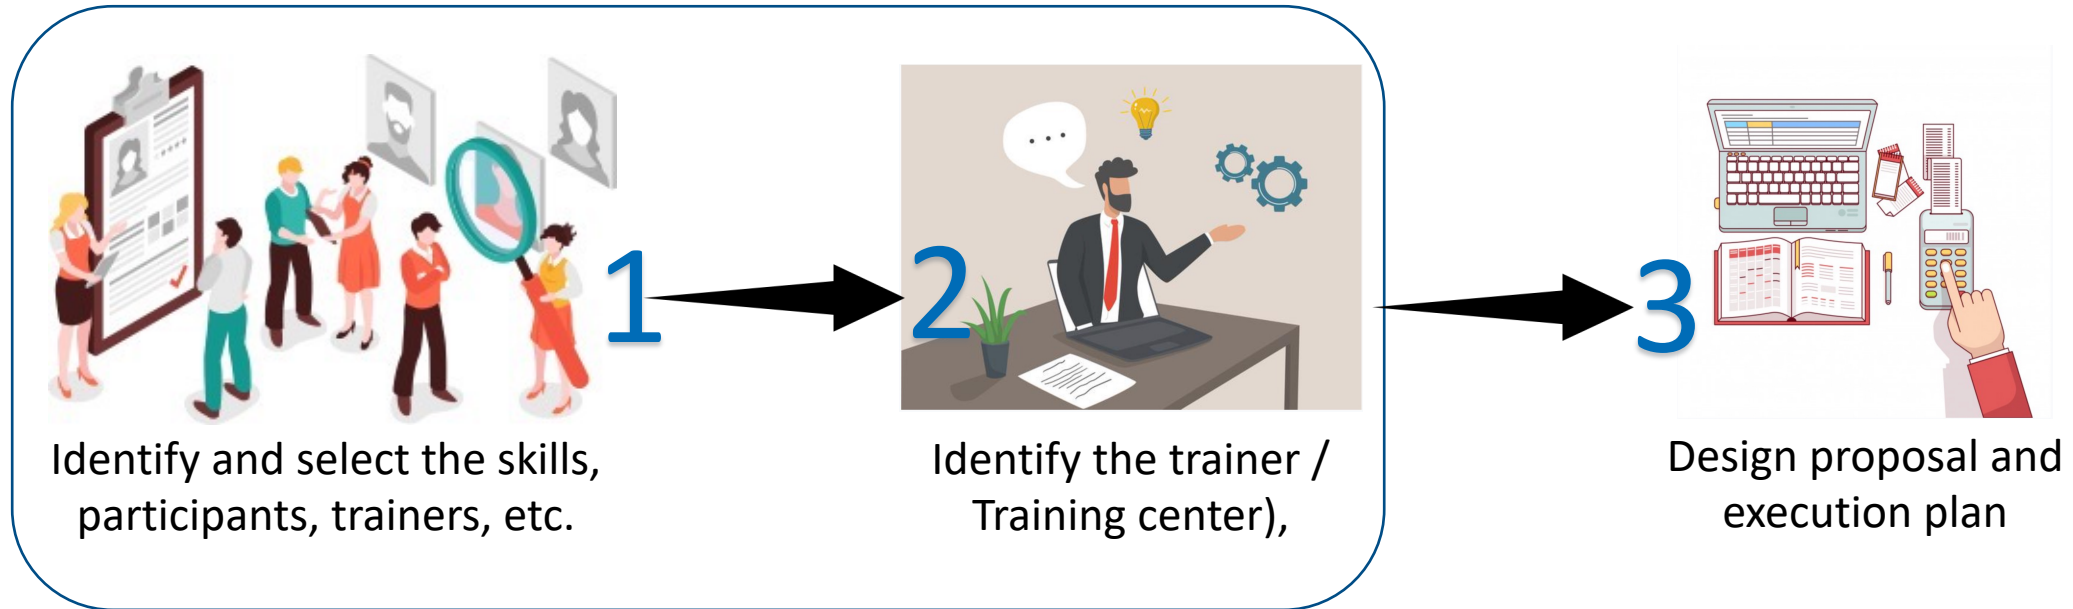 1
Identify and select the skills,
participants, trainers, etc.
2
Identify the trainer /
Training center),
3
Design proposal and
execution plan